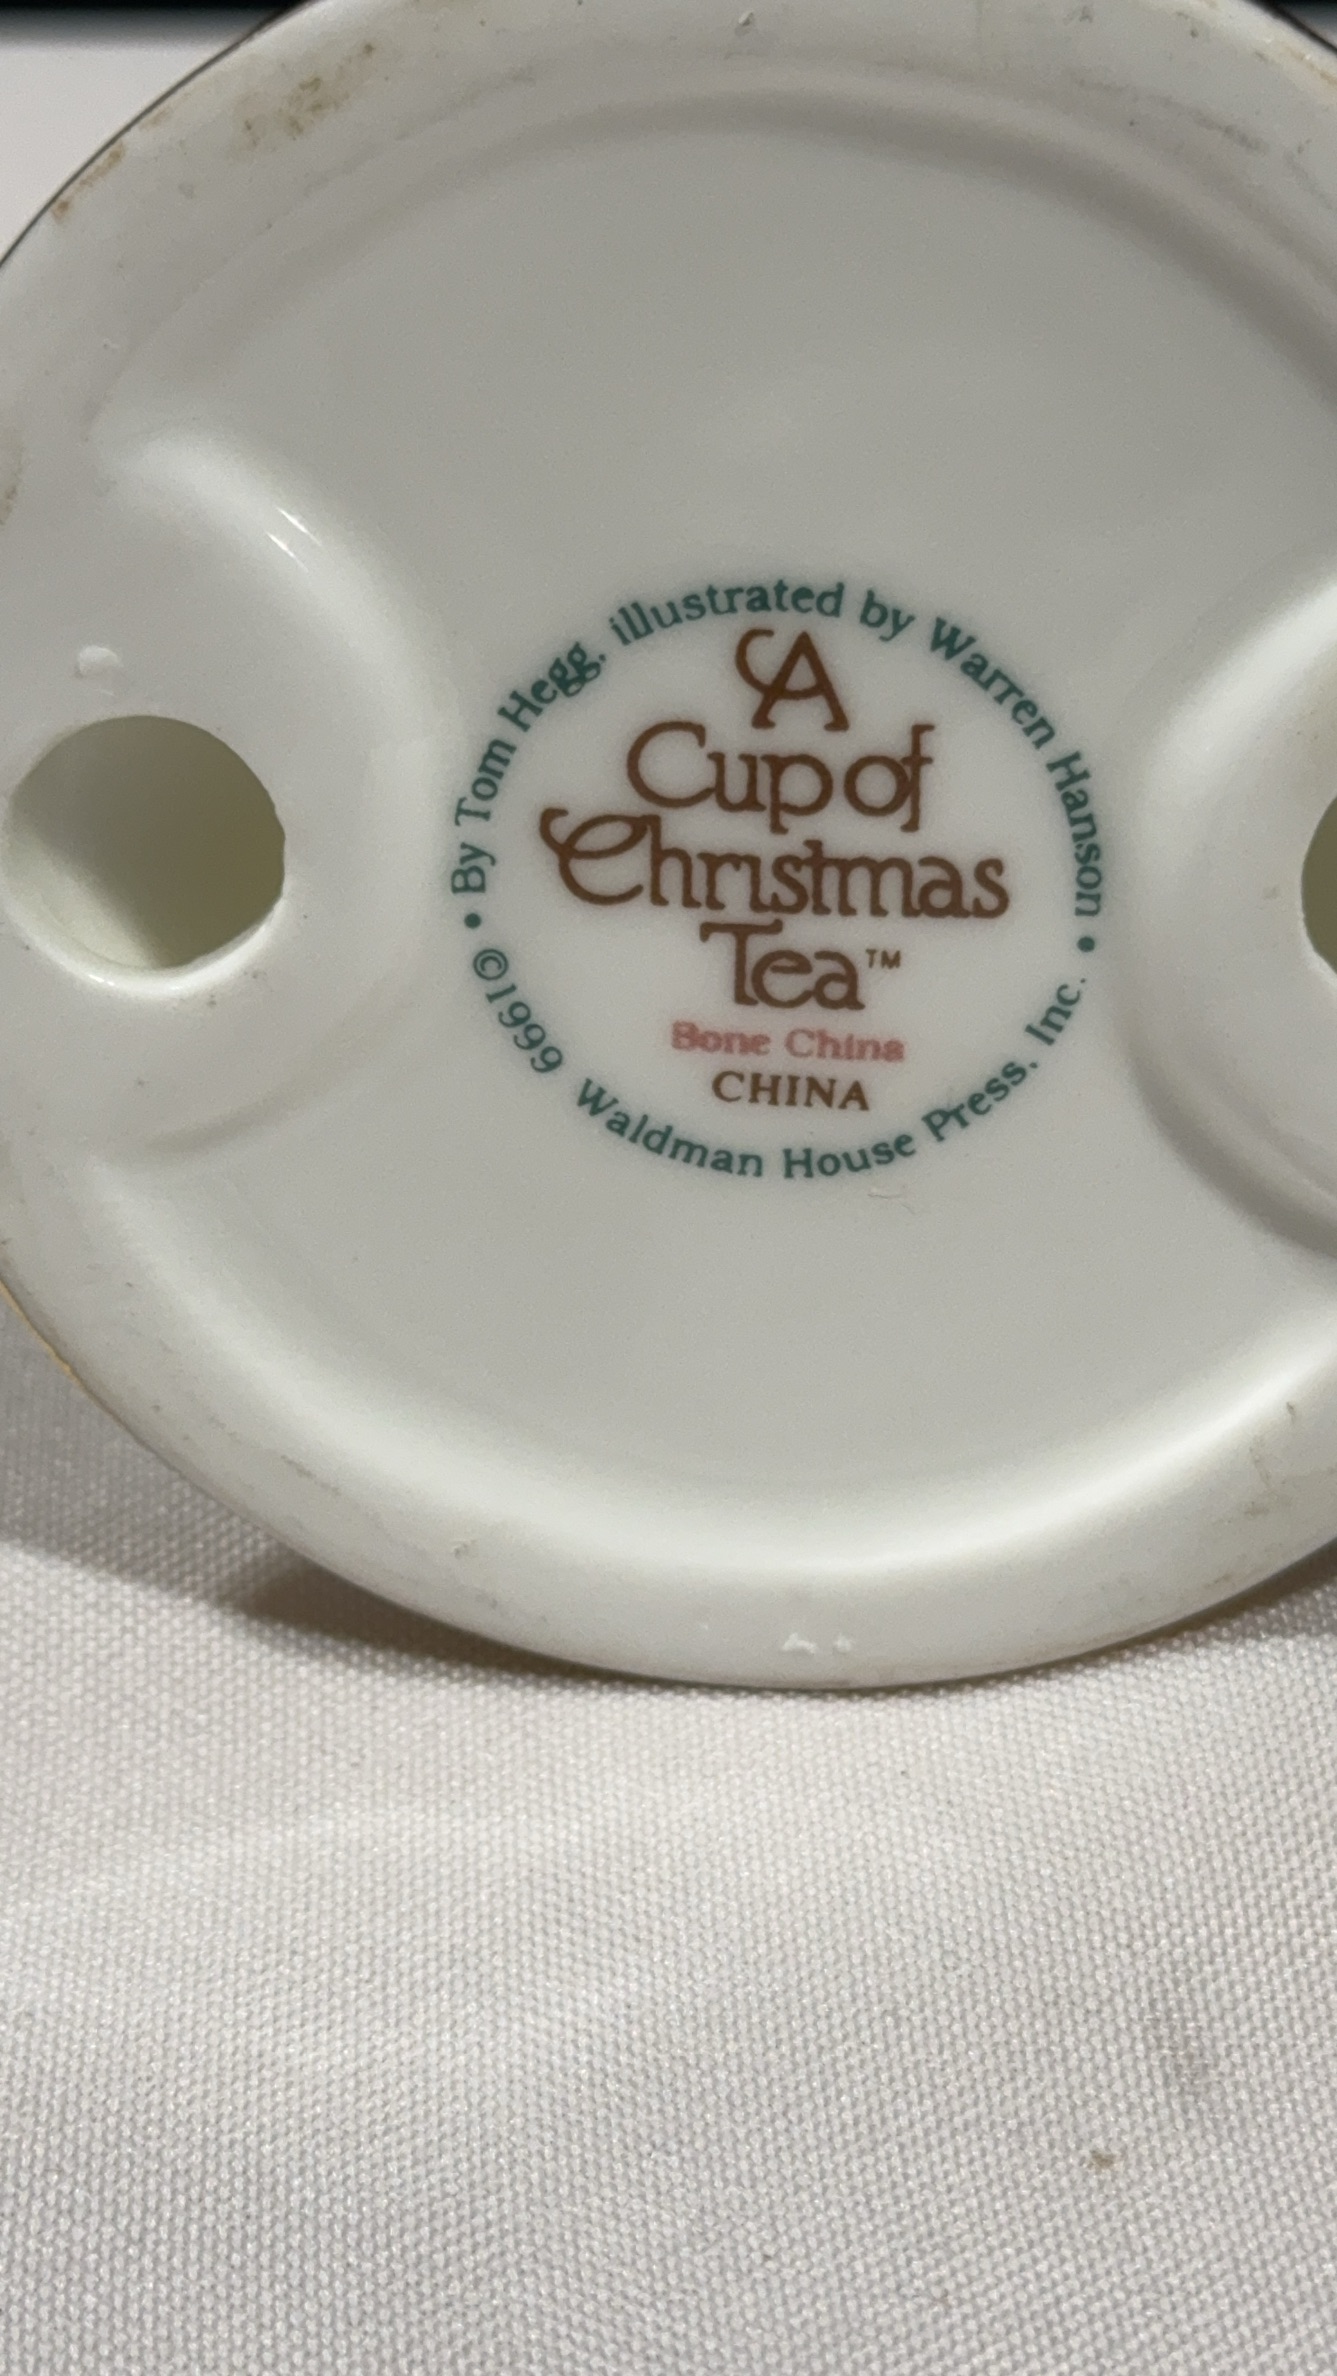 • By Tom Hegg, illustrated by Warren Hanson •
A
Cup of
Christmas
Tea™
Bone China
CHINA
©1999 Waldman House Press, Inc.